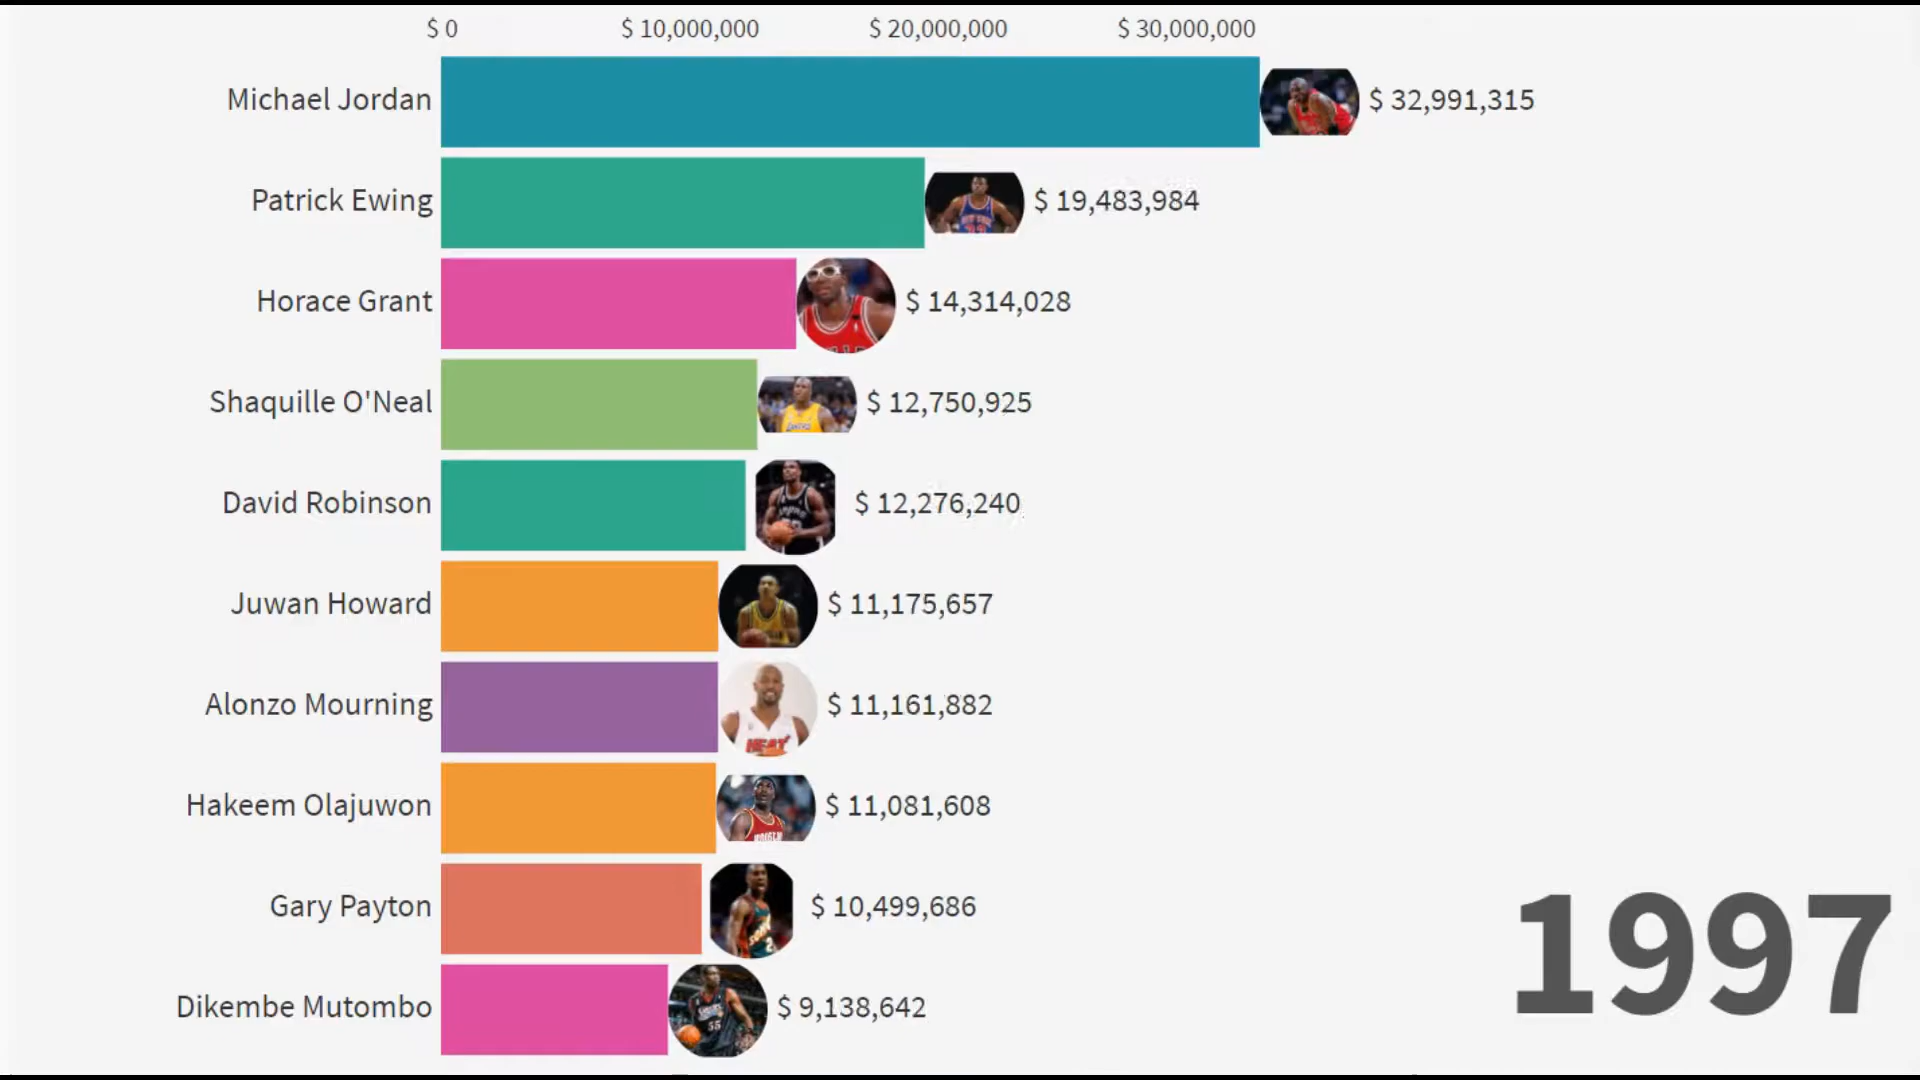 $ 0 $ 10,000,000 $ 20,000,000 $ 30,000,000
Michael Jordan $ 32,991,315
Patrick Ewing $ 19,483,984
Horace Grant $ 14,314,028
Shaquille O'Neal $ 12,750,925
David Robinson $ 12,276,240
Juwan Howard $ 11,175,657
Alonzo Mourning $ 11,161,882
HEAT
Hakeem Olajuwon $ 11,081,608
Gary Payton $ 10,499,686
Dikembe Mutombo $ 9,138,642
55
1997